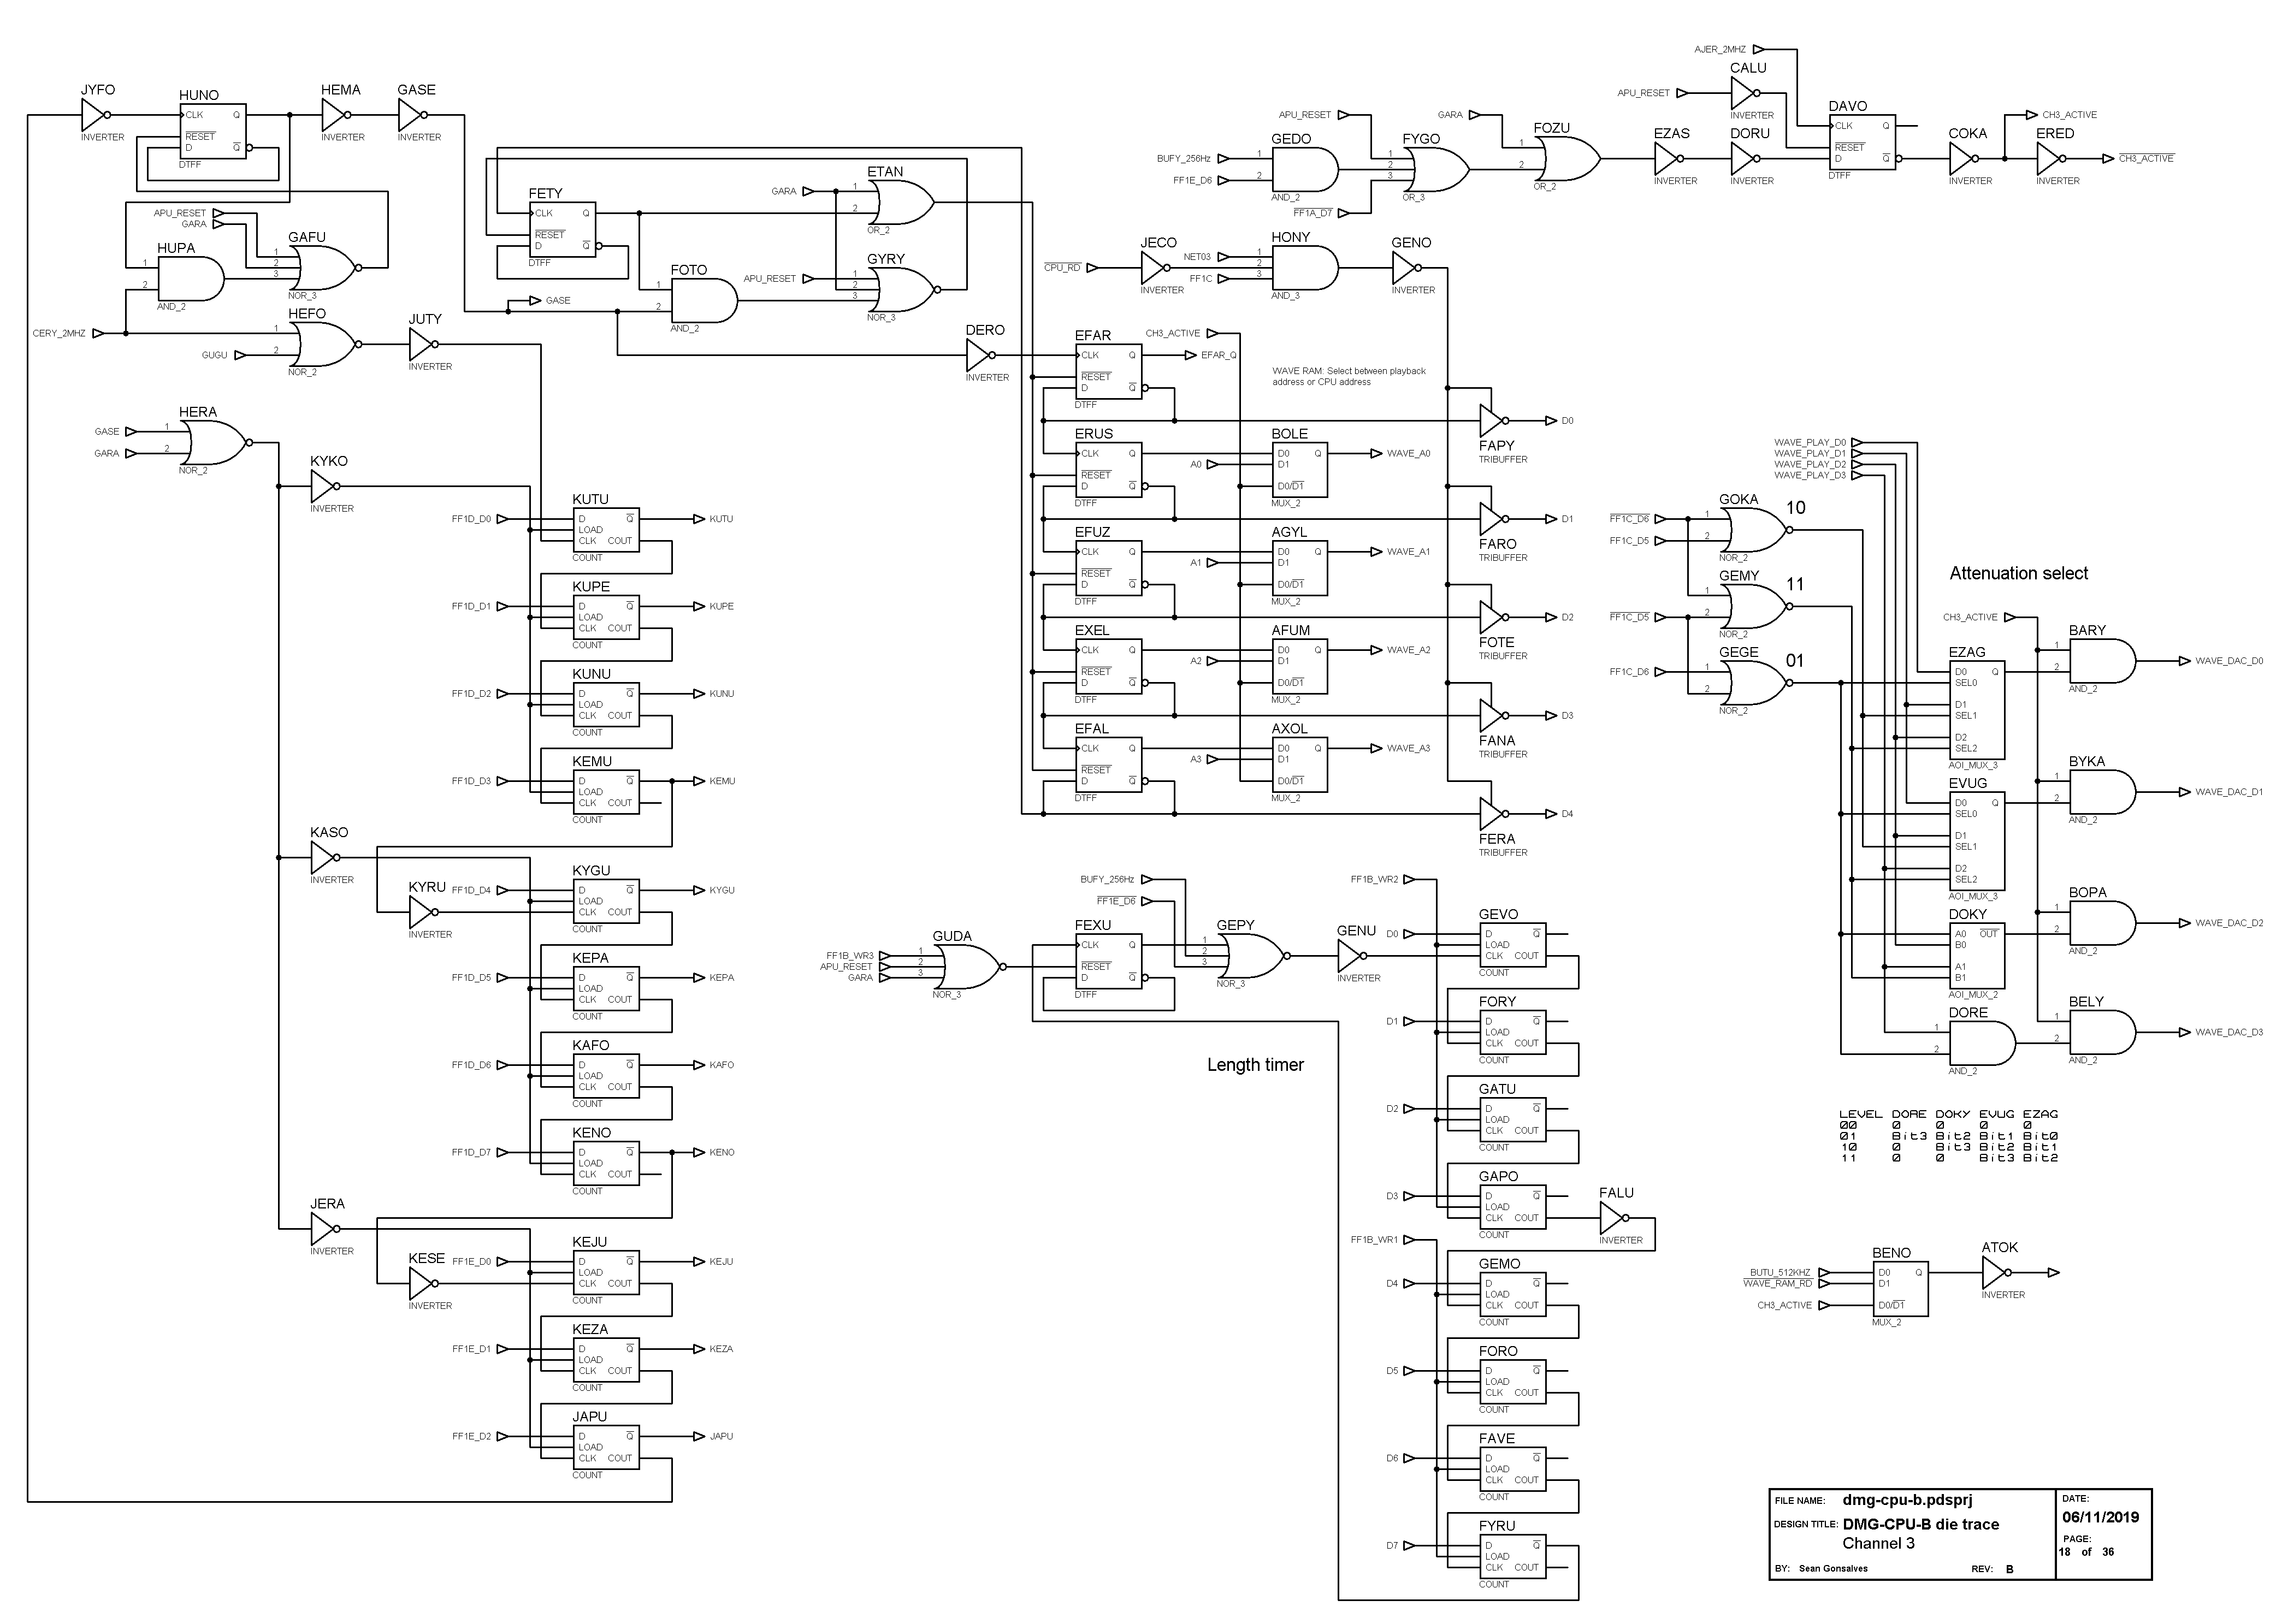 AJER_2MHZ
CALU
APU_RESET
INVERTER
JYFO
INVERTER
HUNO
CLK Q
RESET
D Q
DTFF
HEMA
INVERTER
GASE
INVERTER
APU_RESET
GARA
BUFY_256Hz
FF1E_D6
GEDO
1
2
AND_2
FYGO
1
2
3
OR_3
FF1A_D7
FOZU
1
2
OR_2
EZAS
INVERTER
DORU
INVERTER
DAVO
CLK Q
RESET
D Q
DTFF
COKA
INVERTER
CH3_ACTIVE
ERED
INVERTER
CH3_ACTIVE
APU_RESET
GARA
HUPA
1
2
AND_2
GAFU
1
2
3
NOR_3
CERY_2MHZ
GUGU
HEFO
1
2
NOR_2
JUTY
INVERTER
FETY
CLK Q
RESET
D Q
DTFF
GARA
ETAN
1
2
OR_2
FOTO
1
2
AND_2
APU_RESET
GYRY
1
2
3
NOR_3
GASE
DERO
INVERTER
CPU_RD
JECO
INVERTER
NET03
FF1C
HONY
1
2
3
AND_3
GENO
INVERTER
CH3_ACTIVE
WAVE RAM: Select between playback
address or CPU address
EFAR
CLK Q
RESET
D Q
DTFF
EFAR_Q
FAPY
TRIBUFFER
D0
ERUS
CLK Q
RESET
D Q
DTFF
A0
BOLE
D0 Q
D1
D0/D1
MUX_2
WAVE_A0
FARO
TRIBUFFER
D1
EFUZ
CLK Q
RESET
D Q
DTFF
A1
AGYL
D0 Q
D1
D0/D1
MUX_2
WAVE_A1
FOTE
TRIBUFFER
D2
EXEL
CLK Q
RESET
D Q
DTFF
A2
AFUM
D0 Q
D1
D0/D1
MUX_2
WAVE_A2
FANA
TRIBUFFER
D3
EFAL
CLK Q
RESET
D Q
DTFF
A3
AXOL
D0 Q
D1
D0/D1
MUX_2
WAVE_A3
FERA
TRIBUFFER
D4
GASE
GARA
HERA
1
2
NOR_2
KYKO
INVERTER
FF1D_D0
KUTU
D Q
LOAD
CLK COUT
COUNT
KUTU
FF1D_D1
KUPE
D Q
LOAD
CLK COUT
COUNT
KUPE
FF1D_D2
KUNU
D Q
LOAD
CLK COUT
COUNT
KUNU
FF1D_D3
KEMU
D Q
LOAD
CLK COUT
COUNT
KEMU
KASO
INVERTER
KYRU
INVERTER
FF1D_D4
KYGU
D Q
LOAD
CLK COUT
COUNT
KYGU
FF1D_D5
KEPA
D Q
LOAD
CLK COUT
COUNT
KEPA
FF1D_D6
KAFO
D Q
LOAD
CLK COUT
COUNT
KAFO
FF1D_D7
KENO
D Q
LOAD
CLK COUT
COUNT
KENO
JERA
INVERTER
KESE
INVERTER
FF1E_D0
KEJU
D Q
LOAD
CLK COUT
COUNT
KEJU
FF1E_D1
KEZA
D Q
LOAD
CLK COUT
COUNT
KEZA
FF1E_D2
JAPU
D Q
LOAD
CLK COUT
COUNT
JAPU
FF1B_WR3
APU_RESET
GARA
GUDA
1
2
3
NOR_3
BUFY_256Hz
FF1E_D6
FEXU
CLK Q
RESET
D Q
DTFF
GEPY
1
2
3
NOR_3
GENU
INVERTER
Length timer
FF1B_WR2
D0
GEVO
D Q
LOAD
CLK COUT
COUNT
D1
FORY
D Q
LOAD
CLK COUT
COUNT
D2
GATU
D Q
LOAD
CLK COUT
COUNT
D3
GAPO
D Q
LOAD
CLK COUT
COUNT
FALU
INVERTER
FF1B_WR1
D4
GEMO
D Q
LOAD
CLK COUT
COUNT
D5
FORO
D Q
LOAD
CLK COUT
COUNT
D6
FAVE
D Q
LOAD
CLK COUT
COUNT
D7
FYRU
D Q
LOAD
CLK COUT
COUNT
WAVE_PLAY_D0
WAVE_PLAY_D1
WAVE_PLAY_D2
WAVE_PLAY_D3
FF1C_D6
FF1C_D5
GOKA
10
1
2
NOR_2
GEMY
11
1
2
NOR_2
FF1C_D5
FF1C_D6
GEGE
01
1
2
NOR_2
Attenuation select
CH3_ACTIVE
EZAG
D0 Q
SEL0
D1
SEL1
D2
SEL2
AOI_MUX_3
BARY
1
2
AND_2
WAVE_DAC_D0
EVUG
D0 Q
SEL0
D1
SEL1
D2
SEL2
AOI_MUX_3
BYKA
1
2
AND_2
WAVE_DAC_D1
DOKY
A0 OUT
B0
A1
B1
AOI_MUX_2
BOPA
1
2
AND_2
WAVE_DAC_D2
DORE
1
2
AND_2
BELY
1
2
AND_2
WAVE_DAC_D3
LEVEL DORE DOKY EVUG EZAG
00 0 0 0 0
01 Bit3 Bit2 Bit1 Bit0
10 0 Bit3 Bit2 Bit1
11 0 0 Bit3 Bit2
BUTU_512KHZ
WAVE_RAM_RD
CH3_ACTIVE
BENO
D0 Q
D1
D0/D1
MUX_2
ATOK
INVERTER
FILE NAME: dmg-cpu-b.pdsprj
DESIGN TITLE: DMG-CPU-B die trace
Channel 3
BY: Sean Gonsalves REV: B
DATE:
06/11/2019
PAGE:
18 of 36